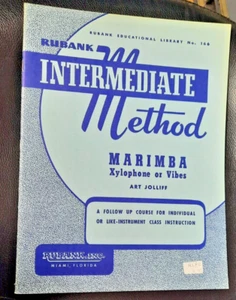 RUBANK EDUCATIONAL LIBRARY No. 168
RUBANK
INTERMEDIATE
Method
MARIMBA
Xylophone or Vibes
ART JOLLIFF
A FOLLOW UP COURSE FOR INDIVIDUAL
OR LIKE-INSTRUMENT CLASS INSTRUCTION
RUBANK, INC.
MIAMI, FLORIDA